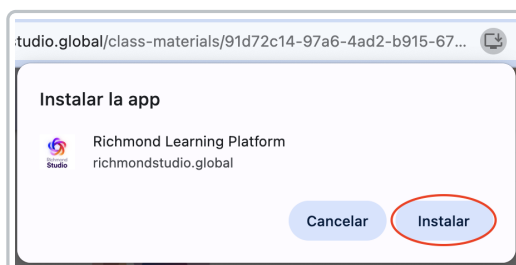 tudio.global/class-materials/91d72c14-97a6-4ad2-b915-67...
Instalar la app
Richmond Learning Platform
richmondstudio.global
Richmond
Studio
Cancelar
Instalar